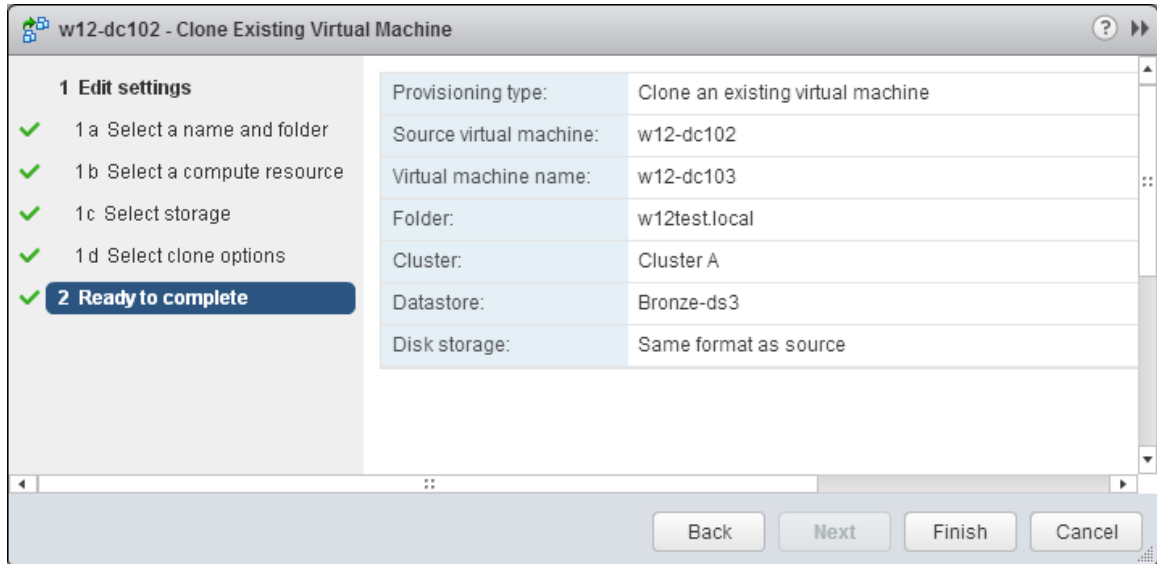 w12-dc102 - Clone Existing Virtual Machine
?
1 Edit settings
1a Select a name and folder
1b Select a compute resource
1c Select storage
1d Select clone options
2 Ready to complete
Provisioning type: Clone an existing virtual machine
Source virtual machine: w12-dc102
Virtual machine name: w12-dc103
Folder: w12test.local
Cluster: Cluster A
Datastore: Bronze-ds3
Disk storage: Same format as source
Back Next Finish Cancel